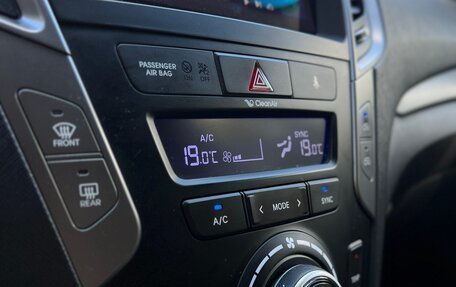 PASSENGER
AIR BAG
ON OFF
CleanAir
FRONT
REAR
A/C SYNC
19.0℃ 19.0℃
A/C
< MODE >
SYNC